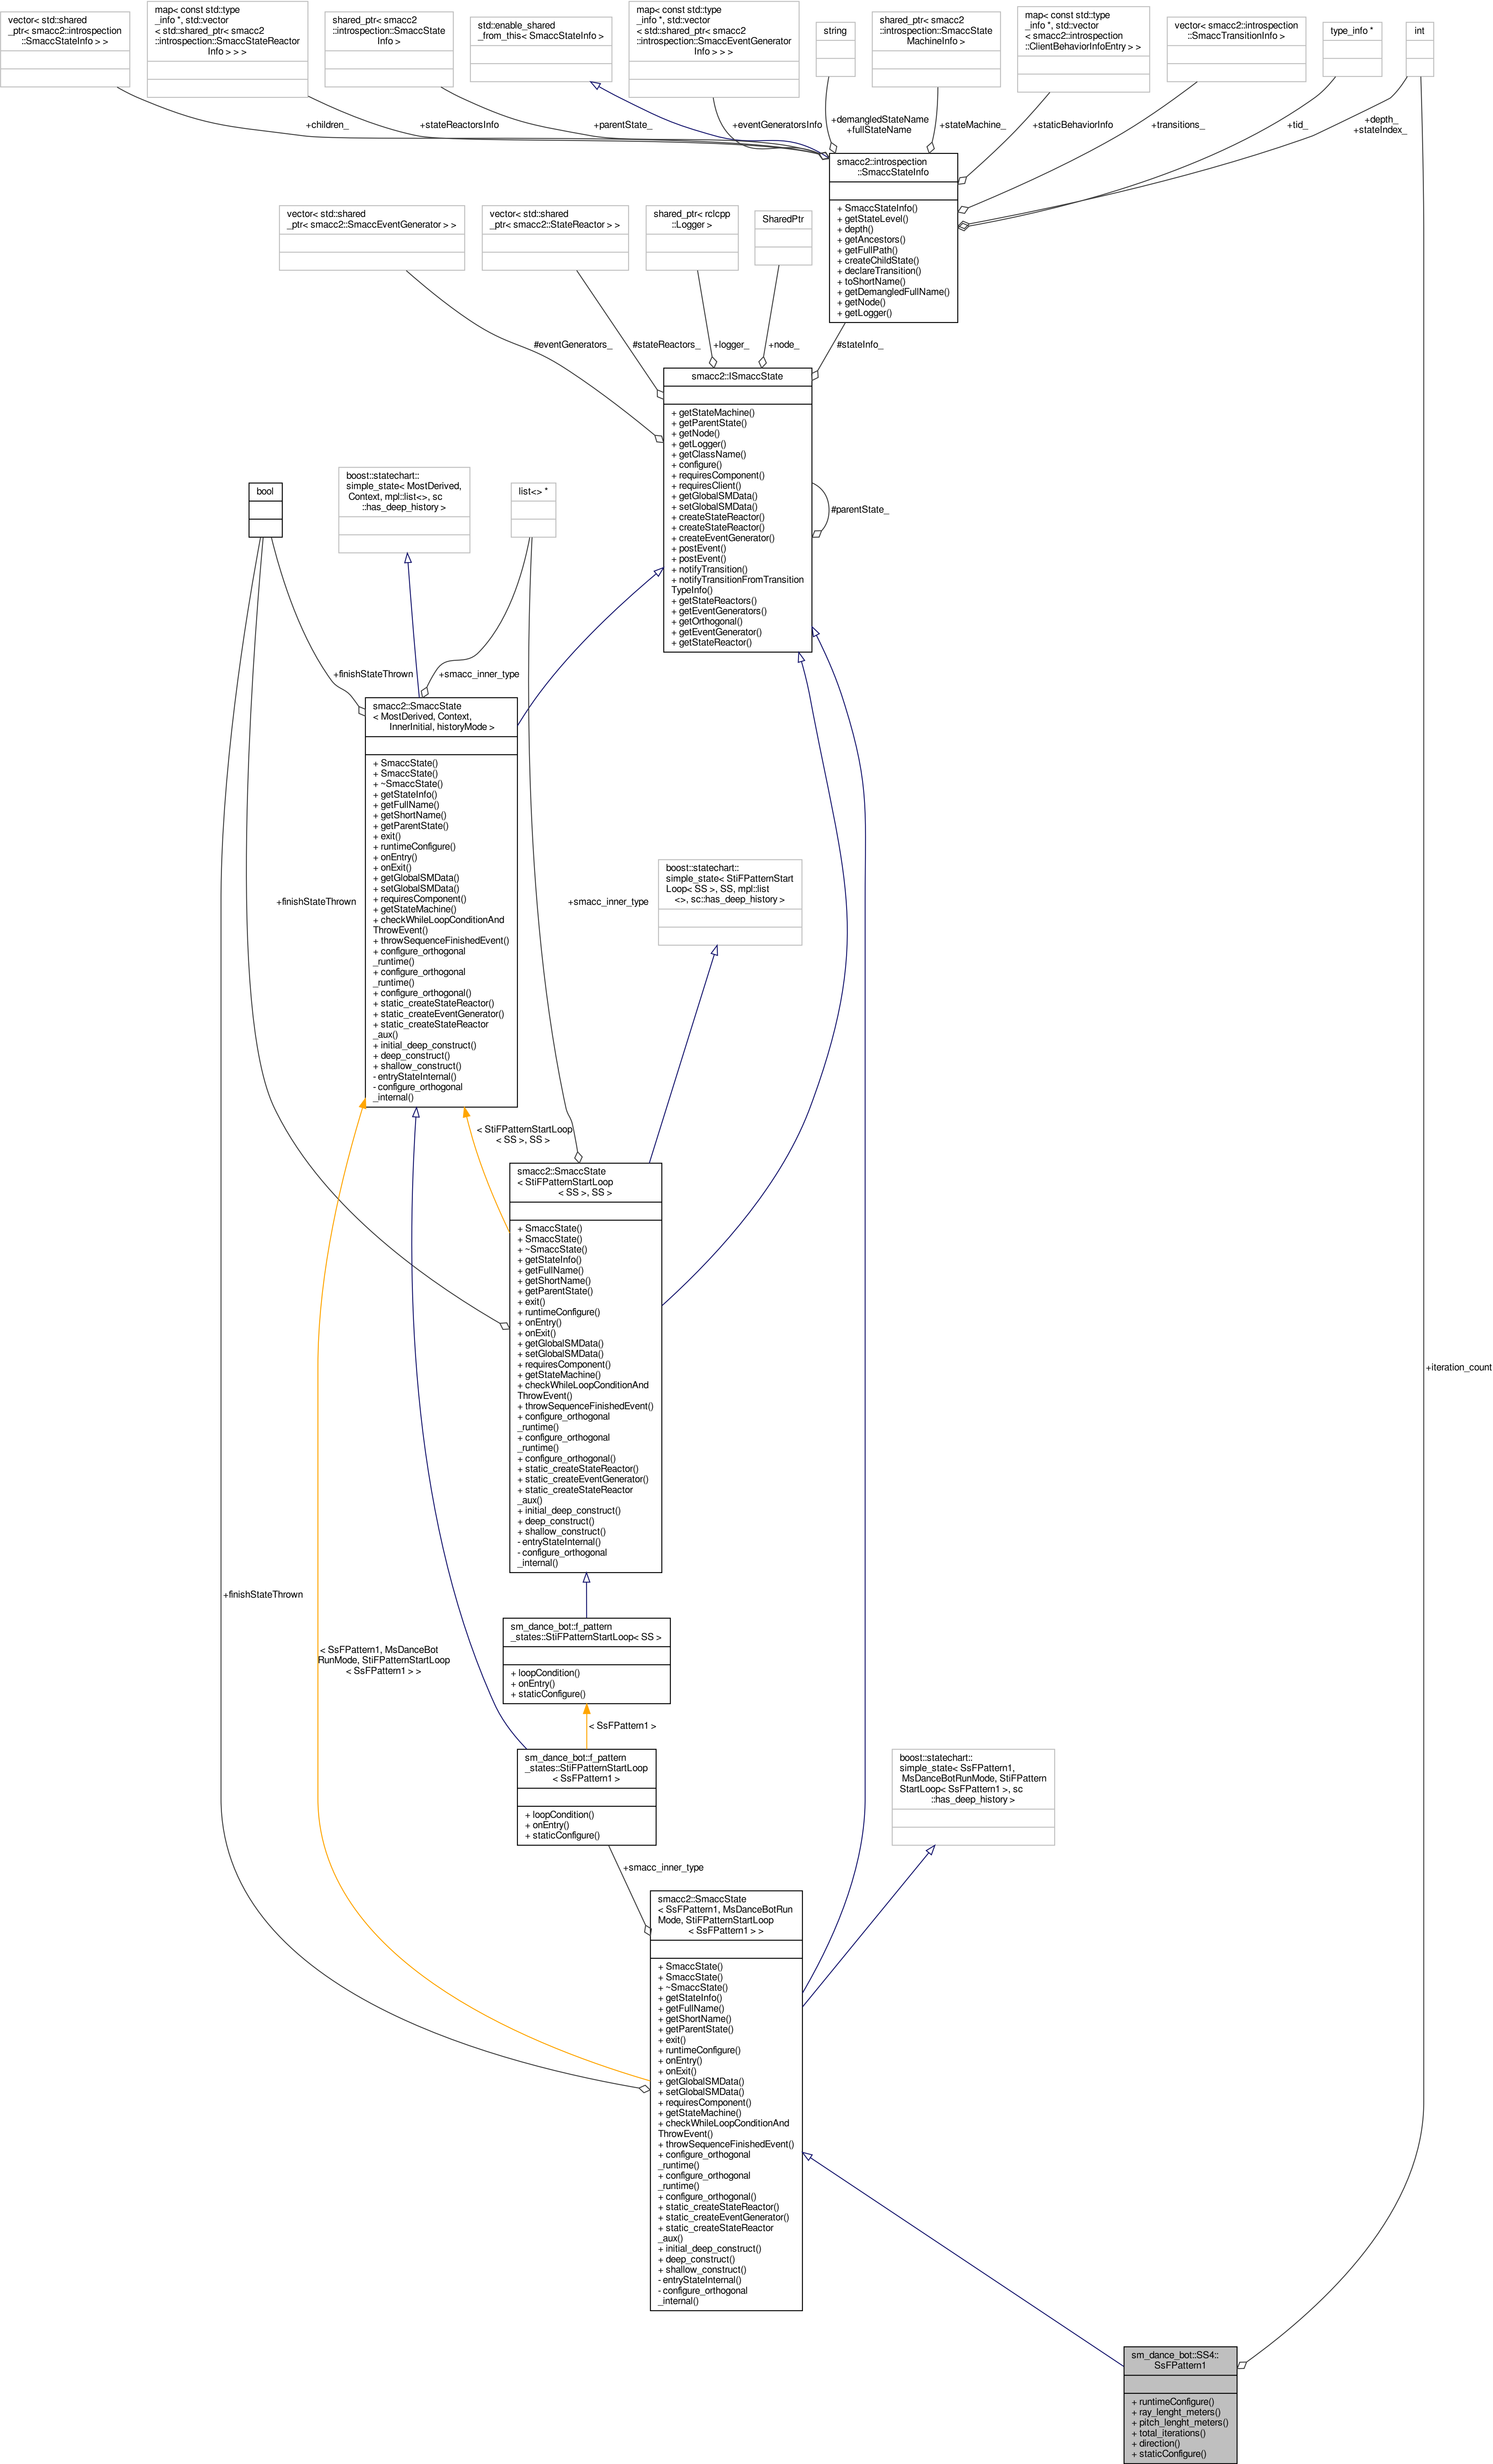 vector< std::shared
_ptr< smacc2::introspection
::SmaccStateInfo > >
map< const std::type
_info *, std::vector
< std::shared_ptr< smacc2
::introspection::SmaccStateReactor
Info > > >
shared_ptr< smacc2
::introspection::SmaccState
Info >
std::enable_shared
_from_this< SmaccStateInfo >
map< const std::type
_info *, std::vector
< std::shared_ptr< smacc2
::introspection::SmaccEventGenerator
Info > > >
string
shared_ptr< smacc2
::introspection::SmaccState
MachineInfo >
map< const std::type
_info *, std::vector
< smacc2::introspection
::ClientBehaviorInfoEntry > >
vector< smacc2::introspection
::SmaccTransitionInfo >
type_info *
int
+children_
+stateReactorsInfo
+parentState_
+eventGeneratorsInfo
+demangledStateName
+fullStateName
+stateMachine_
+staticBehaviorInfo
+transitions_
+tid_
+depth_
+stateIndex_
smacc2::introspection
::SmaccStateInfo
+ SmaccStateInfo()
+ getStateLevel()
+ depth()
+ getAncestors()
+ getFullPath()
+ createChildState()
+ declareTransition()
+ toShortName()
+ getDemangledFullName()
+ getNode()
+ getLogger()
vector< std::shared
_ptr< smacc2::SmaccEventGenerator > >
vector< std::shared
_ptr< smacc2::StateReactor > >
shared_ptr< rclcpp
::Logger >
SharedPtr
#eventGenerators_
#stateReactors_
+logger_
+node_
#stateInfo_
smacc2::ISmaccState
+ getStateMachine()
+ getParentState()
+ getNode()
+ getLogger()
+ getClassName()
+ configure()
+ requiresComponent()
+ requiresClient()
+ getGlobalSMData()
+ setGlobalSMData()
+ createStateReactor()
+ createStateReactor()
+ createEventGenerator()
+ postEvent()
+ postEvent()
+ notifyTransition()
+ notifyTransitionFromTransition
TypeInfo()
+ getStateReactors()
+ getEventGenerators()
+ getOrthogonal()
+ getEventGenerator()
+ getStateReactor()
#parentState_
bool
boost::statechart::
simple_state< MostDerived,
Context, mpl::list<>, sc
::has_deep_history >
list<> *
+finishStateThrown
+smacc_inner_type
smacc2::SmaccState
< MostDerived, Context,
InnerInitial, historyMode >
+ SmaccState()
+ SmaccState()
+ ~SmaccState()
+ getStateInfo()
+ getFullName()
+ getShortName()
+ getParentState()
+ exit()
+ runtimeConfigure()
+ onEntry()
+ onExit()
+ getGlobalSMData()
+ setGlobalSMData()
+ requiresComponent()
+ getStateMachine()
+ checkWhileLoopConditionAnd
ThrowEvent()
+ throwSequenceFinishedEvent()
+ configure_orthogonal
_runtime()
+ configure_orthogonal
_runtime()
+ configure_orthogonal()
+ static_createStateReactor()
+ static_createEventGenerator()
+ static_createStateReactor
_aux()
+ initial_deep_construct()
+ deep_construct()
+ shallow_construct()
- entryStateInternal()
- configure_orthogonal
_internal()
+finishStateThrown
+smacc_inner_type
boost::statechart::
simple_state< StiFPatternStart
Loop< SS >, SS, mpl::list
<>, sc::has_deep_history >
< StiFPatternStartLoop
< SS >, SS >
smacc2::SmaccState
< StiFPatternStartLoop
< SS >, SS >
+ SmaccState()
+ SmaccState()
+ ~SmaccState()
+ getStateInfo()
+ getFullName()
+ getShortName()
+ getParentState()
+ exit()
+ runtimeConfigure()
+ onEntry()
+ onExit()
+ getGlobalSMData()
+ setGlobalSMData()
+ requiresComponent()
+ getStateMachine()
+ checkWhileLoopConditionAnd
ThrowEvent()
+ throwSequenceFinishedEvent()
+ configure_orthogonal
_runtime()
+ configure_orthogonal
_runtime()
+ configure_orthogonal()
+ static_createStateReactor()
+ static_createEventGenerator()
+ static_createStateReactor
_aux()
+ initial_deep_construct()
+ deep_construct()
+ shallow_construct()
- entryStateInternal()
- configure_orthogonal
_internal()
+iteration_count
+finishStateThrown
sm_dance_bot::f_pattern
_states::StiFPatternStartLoop< SS >
+ loopCondition()
+ onEntry()
+ staticConfigure()
< SsFPattern1, MsDanceBot
RunMode, StiFPatternStartLoop
< SsFPattern1 > >
< SsFPattern1 >
sm_dance_bot::f_pattern
_states::StiFPatternStartLoop
< SsFPattern1 >
+ loopCondition()
+ onEntry()
+ staticConfigure()
boost::statechart::
simple_state< SsFPattern1,
MsDanceBotRunMode, StiFPattern
StartLoop< SsFPattern1 >, sc
::has_deep_history >
+smacc_inner_type
smacc2::SmaccState
< SsFPattern1, MsDanceBotRun
Mode, StiFPatternStartLoop
< SsFPattern1 > >
+ SmaccState()
+ SmaccState()
+ ~SmaccState()
+ getStateInfo()
+ getFullName()
+ getShortName()
+ getParentState()
+ exit()
+ runtimeConfigure()
+ onEntry()
+ onExit()
+ getGlobalSMData()
+ setGlobalSMData()
+ requiresComponent()
+ getStateMachine()
+ checkWhileLoopConditionAnd
ThrowEvent()
+ throwSequenceFinishedEvent()
+ configure_orthogonal
_runtime()
+ configure_orthogonal
_runtime()
+ configure_orthogonal()
+ static_createStateReactor()
+ static_createEventGenerator()
+ static_createStateReactor
_aux()
+ initial_deep_construct()
+ deep_construct()
+ shallow_construct()
- entryStateInternal()
- configure_orthogonal
_internal()
sm_dance_bot::SS4::
SsFPattern1
+ runtimeConfigure()
+ ray_lenght_meters()
+ pitch_lenght_meters()
+ total_iterations()
+ direction()
+ staticConfigure()